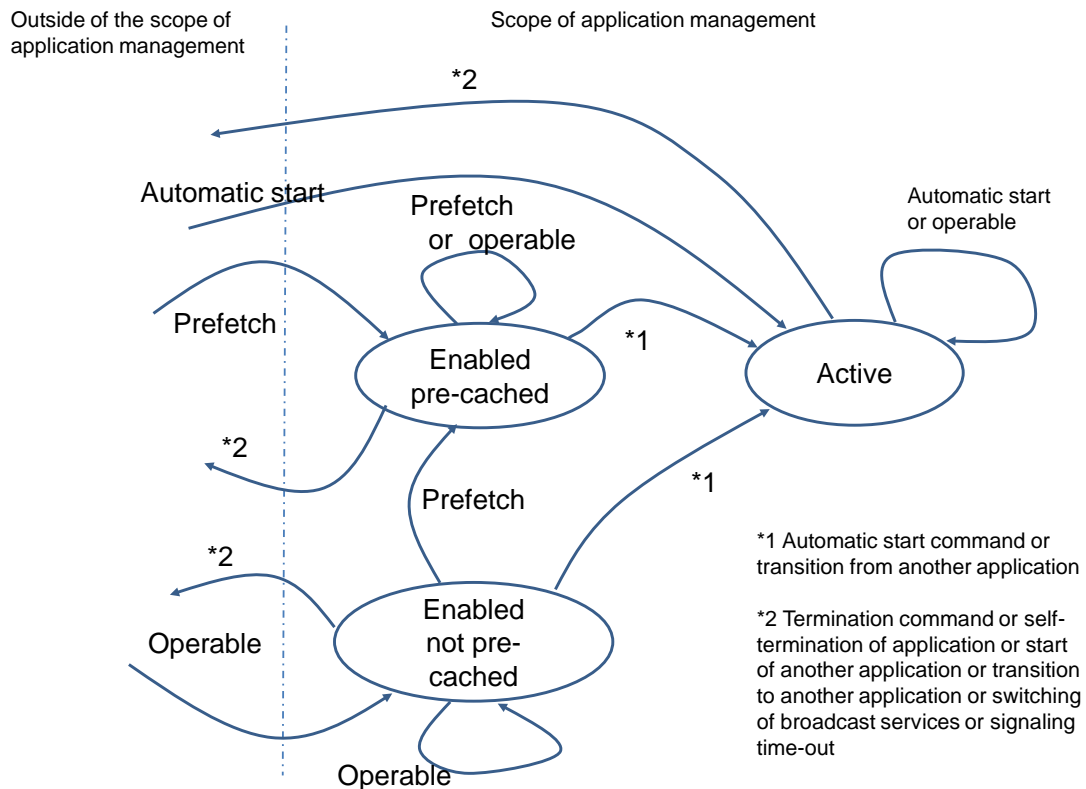 Outside of the scope of
application management
Scope of application management
*2
Automatic start
Prefetch
or operable
Automatic start
or operable
Prefetch
*1
Enabled
pre-cached
Active
*2
Prefetch
*1
*2
Enabled
not pre-
cached
Operable
Operable
*1 Automatic start command or
transition from another application
*2 Termination command or self-
termination of application or start
of another application or transition
to another application or switching
of broadcast services or signaling
time-out